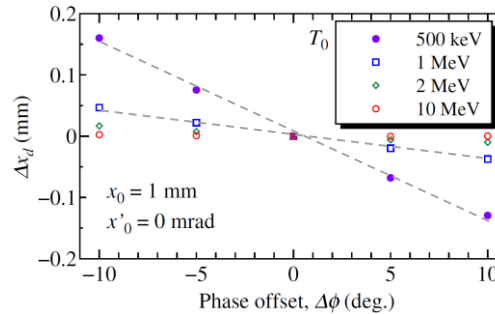 0.2
T₀
500 keV
1 MeV
2 MeV
10 MeV
0.1
0
-0.1
-0.2
Δx_d (mm)
x₀ = 1 mm
x'₀ = 0 mrad
-10
-5
0
5
10
Phase offset, Δϕ (deg.)